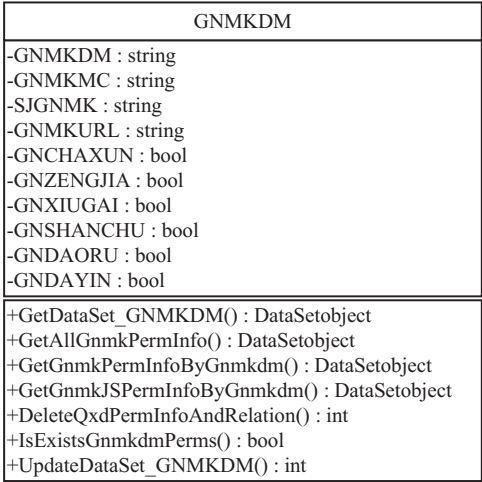 GNMKDM
-GNMKDM : string
-GNMKMC : string
-SJGNMK : string
-GNMKURL : string
-GNCHAXUN : bool
-GNZENGJIA : bool
-GNXIUGAI : bool
-GNSHANCHU : bool
-GNDAORU : bool
-GNDAYIN : bool
+GetDataSet_GNMKDM() : DataSetobject
+GetAllGnmkPermInfo() : DataSetobject
+GetGnmkPermInfoByGnmkdm() : DataSetobject
+GetGnmkJSPermInfoByGnmkdm() : DataSetobject
+DeleteQxdPermInfoAndRelation() : int
+IsExistsGnmkdmPerms() : bool
+UpdateDataSet_GNMKDM() : int